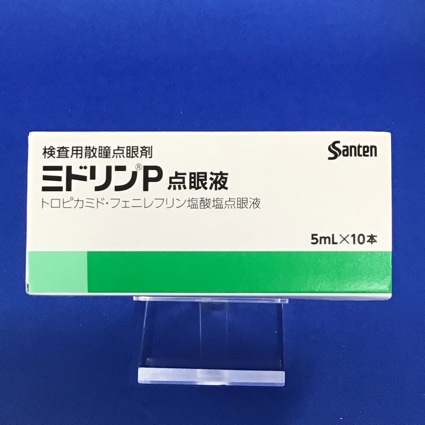 検査用散瞳点眼剤
Santen
ミドリン®P 点眼液
トロピカミド・フェニレフリン塩酸塩点眼液
5mL×10本